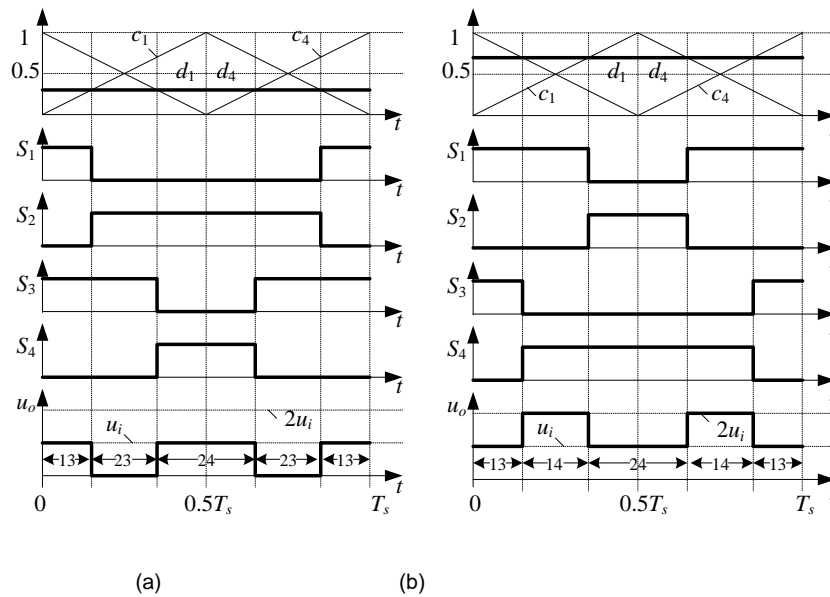 1
0.5
c1
c4
d1 d4
t
S1
t
S2
t
S3
t
S4
t
uo
ui
2ui
13 23 24 23 13
t
0 0.5Ts Ts
(a)
1
0.5
d1 d4
c1
c4
t
S1
S2
S3
S4
uo
ui
2ui
13 14 24 14 13
0 0.5Ts Ts
(b)